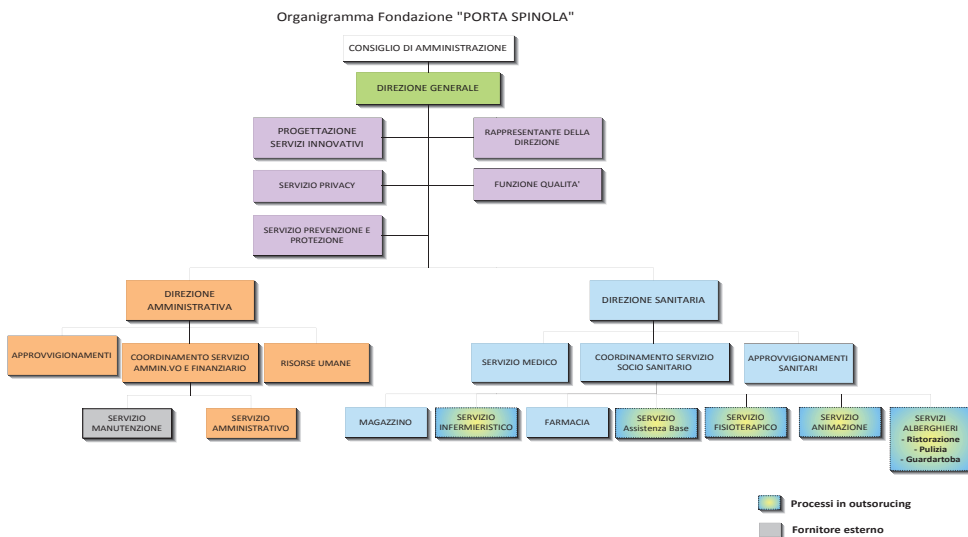 Organigramma Fondazione "PORTA SPINOLA"
CONSIGLIO DI AMMINISTRAZIONE
DIREZIONE GENERALE
PROGETTAZIONE
SERVIZI INNOVATIVI
RAPPRESENTANTE DELLA
DIREZIONE
SERVIZIO PRIVACY
FUNZIONE QUALITA'
SERVIZIO PREVENZIONE E
PROTEZIONE
DIREZIONE
AMMINISTRATIVA
DIREZIONE SANITARIA
APPROVVIGIONAMENTI
COORDINAMENTO SERVIZIO
AMMIN.VO E FINANZIARIO
RISORSE UMANE
SERVIZIO MEDICO
COORDINAMENTO SERVIZIO
SOCIO SANITARIO
APPROVVIGIONAMENTI
SANITARI
SERVIZIO
MANUTENZIONE
SERVIZIO
AMMINISTRATIVO
MAGAZZINO
SERVIZIO
INFERMIERISTICO
FARMACIA
SERVIZIO
Assistenza Base
SERVIZIO
FISIOTERAPICO
SERVIZIO
ANIMAZIONE
SERVIZI
ALBERGHIERI
- Ristorazione
- Pulizia
- Guardartoba
Processi in outsorucing
Fornitore esterno